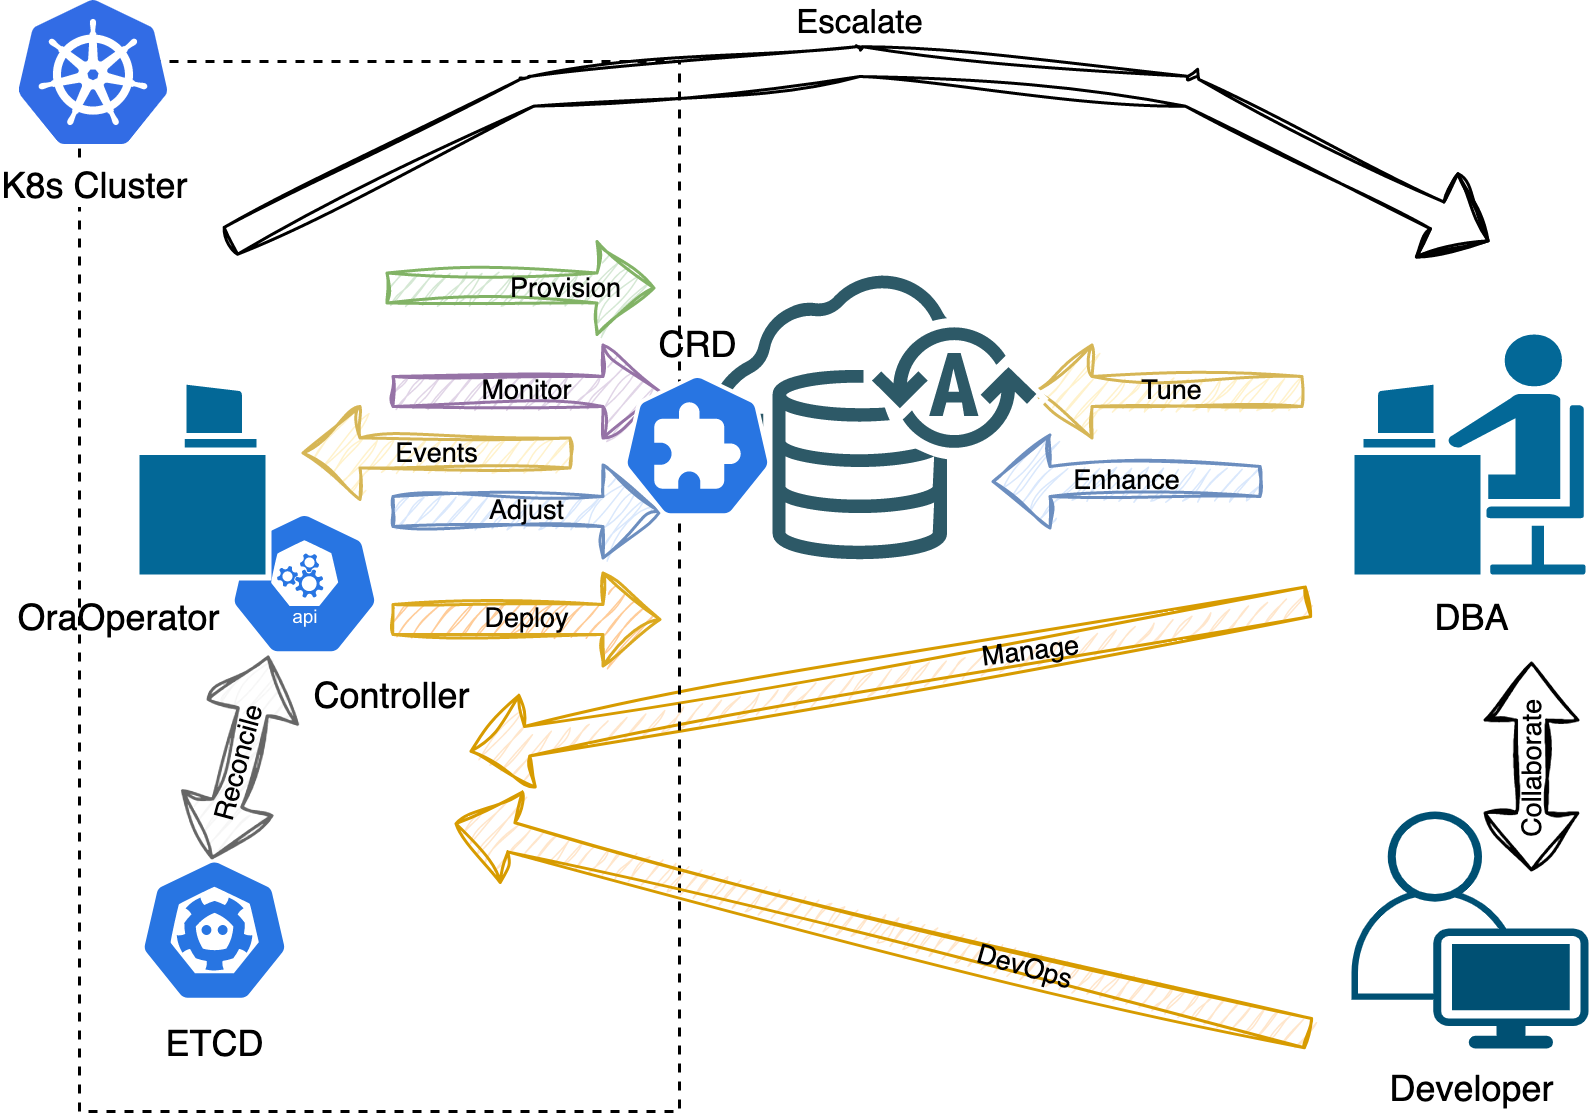 Escalate
K8s Cluster
Provision
CRD
Monitor
Tune
Events
Enhance
Adjust
A
OraOperator
api
Deploy
DBA
Manage
Controller
Reconcile
Collaborate
DevOps
ETCD
Developer